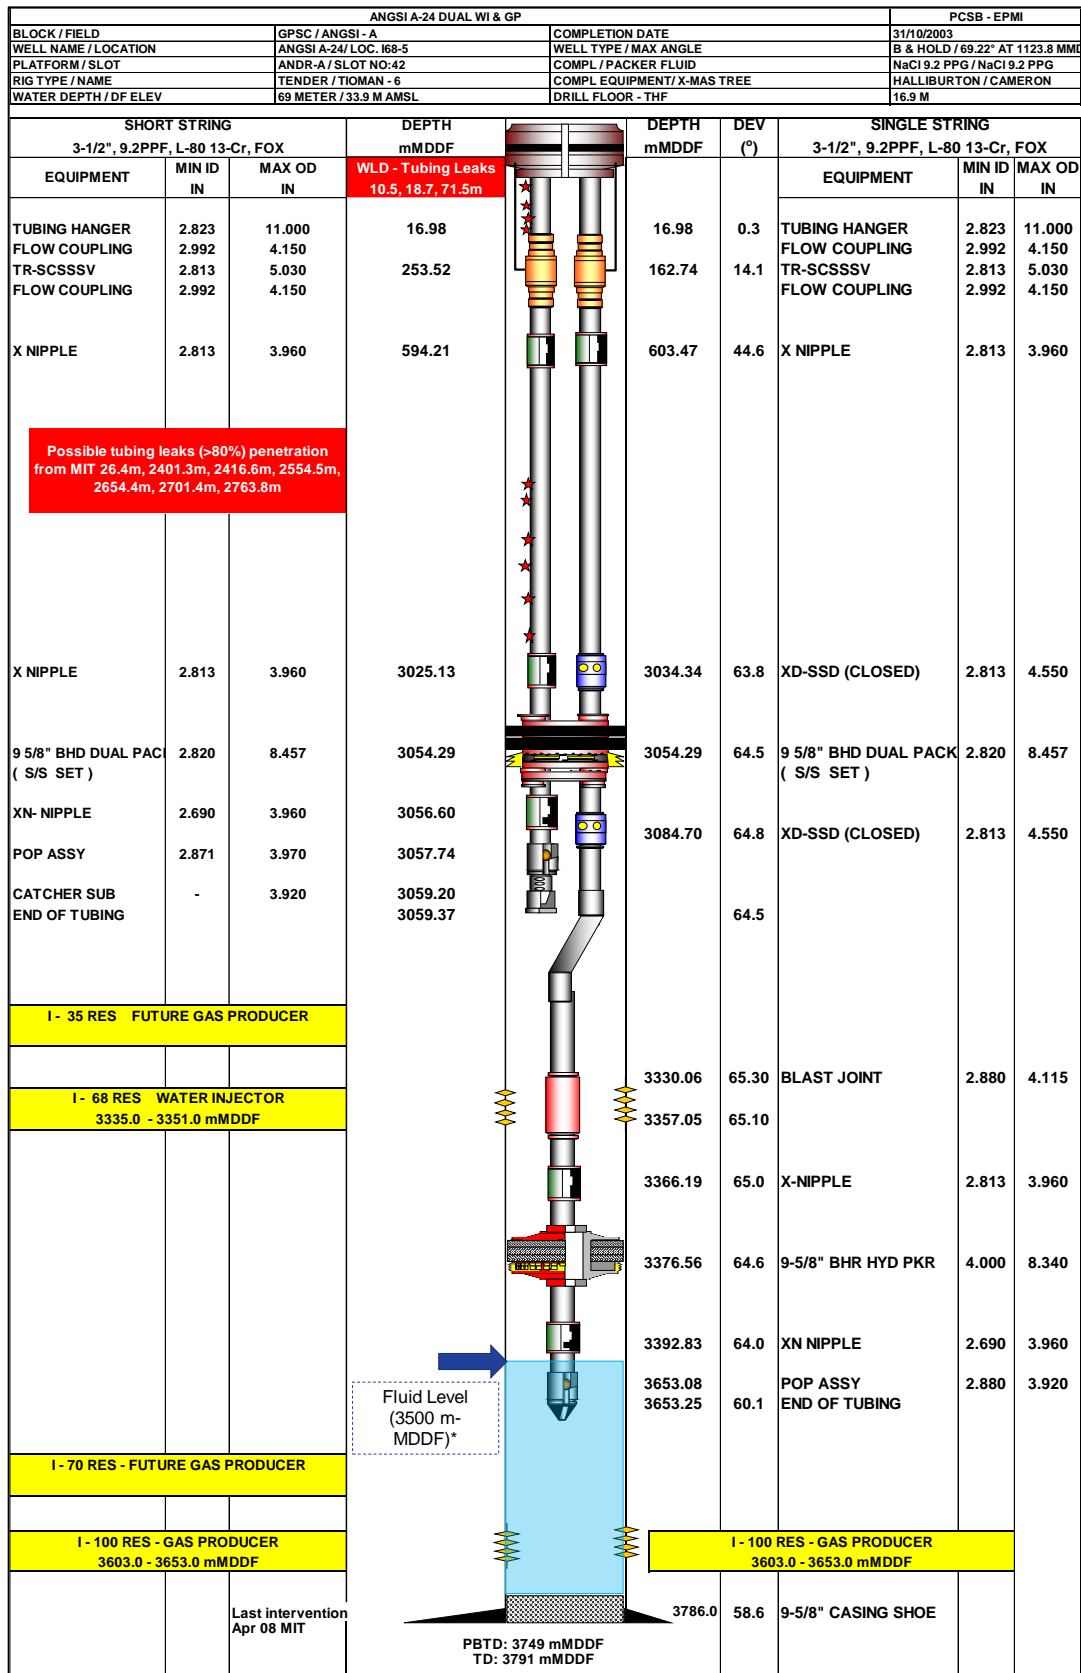 ANGSI A-24 DUAL WI & GP PCSB - EPMI
BLOCK / FIELD GPSC / ANGSI - A COMPLETION DATE 31/10/2003
WELL NAME / LOCATION ANGSI A-24/ LOC. I68-5 WELL TYPE / MAX ANGLE B & HOLD / 69.22° AT 1123.8 MMD
PLATFORM / SLOT ANDR-A / SLOT NO:42 COMPL / PACKER FLUID NaCl 9.2 PPG / NaCl 9.2 PPG
RIG TYPE / NAME TENDER / TIOMAN - 6 COMPL EQUIPMENT/ X-MAS TREE HALLIBURTON / CAMERON
WATER DEPTH / DF ELEV 69 METER / 33.9 M AMSL DRILL FLOOR - THF 16.9 M
SHORT STRING DEPTH DEPTH DEV SINGLE STRING
3-1/2", 9.2PPF, L-80 13-Cr, FOX mMDDF mMDDF (°) 3-1/2", 9.2PPF, L-80 13-Cr, FOX
EQUIPMENT MIN ID IN MAX OD IN WLD - Tubing Leaks EQUIPMENT MIN ID IN MAX OD IN
10.5, 18.7, 71.5m
TUBING HANGER 2.823 11.000 16.98 16.98 0.3 TUBING HANGER 2.823 11.000
FLOW COUPLING 2.992 4.150 FLOW COUPLING 2.992 4.150
TR-SCSSSV 2.813 5.030 253.52 162.74 14.1 TR-SCSSSV 2.813 5.030
FLOW COUPLING 2.992 4.150 FLOW COUPLING 2.992 4.150
X NIPPLE 2.813 3.960 594.21 603.47 44.6 X NIPPLE 2.813 3.960
Possible tubing leaks (>80%) penetration
from MIT 26.4m, 2401.3m, 2416.6m, 2554.5m,
2654.4m, 2701.4m, 2763.8m
X NIPPLE 2.813 3.960 3025.13 3034.34 63.8 XD-SSD (CLOSED) 2.813 4.550
9 5/8" BHD DUAL PAC 2.820 8.457 3054.29 3054.29 64.5 9 5/8" BHD DUAL PACK 2.820 8.457
( S/S SET ) ( S/S SET )
XN- NIPPLE 2.690 3.960 3056.60
3084.70 64.8 XD-SSD (CLOSED) 2.813 4.550
POP ASSY 2.871 3.970 3057.74
CATCHER SUB - 3.920 3059.20
END OF TUBING 3059.37 64.5
I - 35 RES FUTURE GAS PRODUCER
3330.06 65.30 BLAST JOINT 2.880 4.115
I - 68 RES WATER INJECTOR
3335.0 - 3351.0 mMDDF 3357.05 65.10
3366.19 65.0 X-NIPPLE 2.813 3.960
3376.56 64.6 9-5/8" BHR HYD PKR 4.000 8.340
3392.83 64.0 XN NIPPLE 2.690 3.960
Fluid Level
(3500 m-
MDDF)*
3653.08 POP ASSY 2.880 3.920
3653.25 60.1 END OF TUBING
I - 70 RES - FUTURE GAS PRODUCER
I - 100 RES - GAS PRODUCER I - 100 RES - GAS PRODUCER
3603.0 - 3653.0 mMDDF 3603.0 - 3653.0 mMDDF
Last intervention 3786.0 58.6 9-5/8" CASING SHOE
Apr 08 MIT
PBTD: 3749 mMDDF
TD: 3791 mMDDF